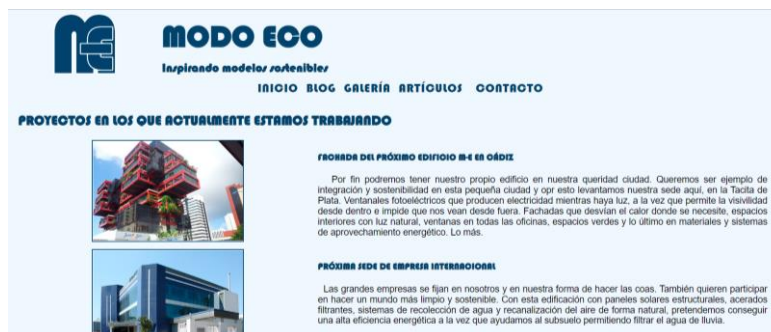 MODO ECO
Inspirando modelos sostenibles
INICIO BLOG GALERÍA ARTÍCULOS CONTACTO
PROYECTOS EN LOS QUE ACTUALMENTE ESTAMOS TRABAJANDO
FACHADA DEL PRÓXIMO EDIFICIO M-E EN CÁDIZ
Por fin podremos tener nuestro propio edificio en nuestra queridad ciudad. Queremos ser ejemplo de
integración y sostenibilidad en esta pequeña ciudad y opr esto levantamos nuestra sede aquí, en la Tacita de
Plata. Ventanales fotoeléctricos que producen electricidad mientras haya luz, a la vez que permite la visivilidad
desde dentro e impide que nos vean desde fuera. Fachadas que desvían el calor donde se necesite, espacios
interiores con luz natural, ventanas en todas las oficinas, espacios verdes y lo último en materiales y sistemas
de aprovechamiento energético. Lo más.
PRÓXIMA SEDE DE EMPRESA INTERNACIONAL
Las grandes empresas se fijan en nosotros y en nuestra forma de hacer las coas. También quieren participar
en hacer un mundo más limpio y sostenible. Con esta edificación con paneles solares estructurales, acerados
filtrantes, sistemas de recolección de agua y recanalización del aire de forma natural, pretendemos conseguir
una alta eficiencia energética a la vez que ayudamos al subsuelo permitiendo filtrar el agua de lluvia.